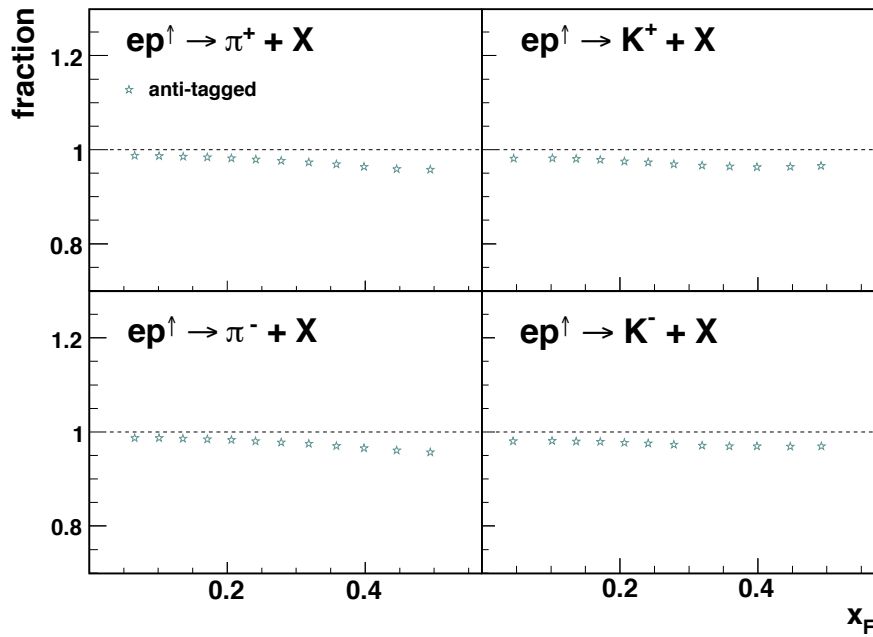 fraction
ep↑ → π+ + X
anti-tagged
1.2
1
0.8
ep↑ → K+ + X
ep↑ → π- + X
1.2
1
0.8
0.2
0.4
ep↑ → K- + X
0.2
0.4
xF